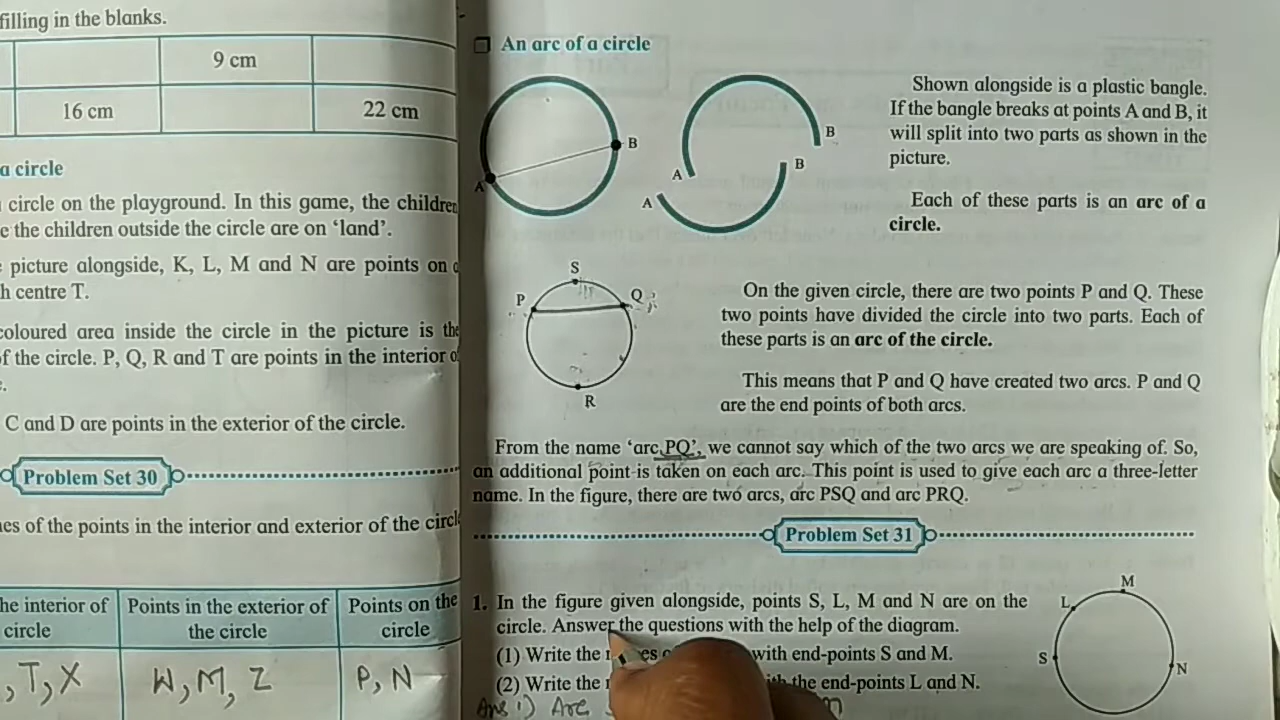 filling in the blanks.
9 cm
16 cm 22 cm
a circle
circle on the playground. In this game, the children
e the children outside the circle are on ‘land’.
picture alongside, K, L, M and N are points on
h centre T.
coloured area inside the circle in the picture is the
of the circle. P, Q, R and T are points in the interior
C and D are points in the exterior of the circle.
Problem Set 30
es of the points in the interior and exterior of the circle
he interior of Points in the exterior of Points on the
circle the circle circle
, T, X W, M, Z P, N
An arc of a circle
A B
A B
A B
Shown alongside is a plastic bangle.
If the bangle breaks at points A and B, it
will split into two parts as shown in the
picture.
Each of these parts is an arc of a
circle.
S
P Q
R
On the given circle, there are two points P and Q. These
two points have divided the circle into two parts. Each of
these parts is an arc of the circle.
This means that P and Q have created two arcs. P and Q
are the end points of both arcs.
From the name ‘arc PQ’, we cannot say which of the two arcs we are speaking of. So,
an additional point is taken on each arc. This point is used to give each arc a three-letter
name. In the figure, there are two arcs, arc PSQ and arc PRQ.
Problem Set 31
1. In the figure given alongside, points S, L, M and N are on the
circle. Answer the questions with the help of the diagram.
(1) Write the with end-points S and M.
(2) Write the the end-points L and N.
Ans 1) Arc
M
L
S
N